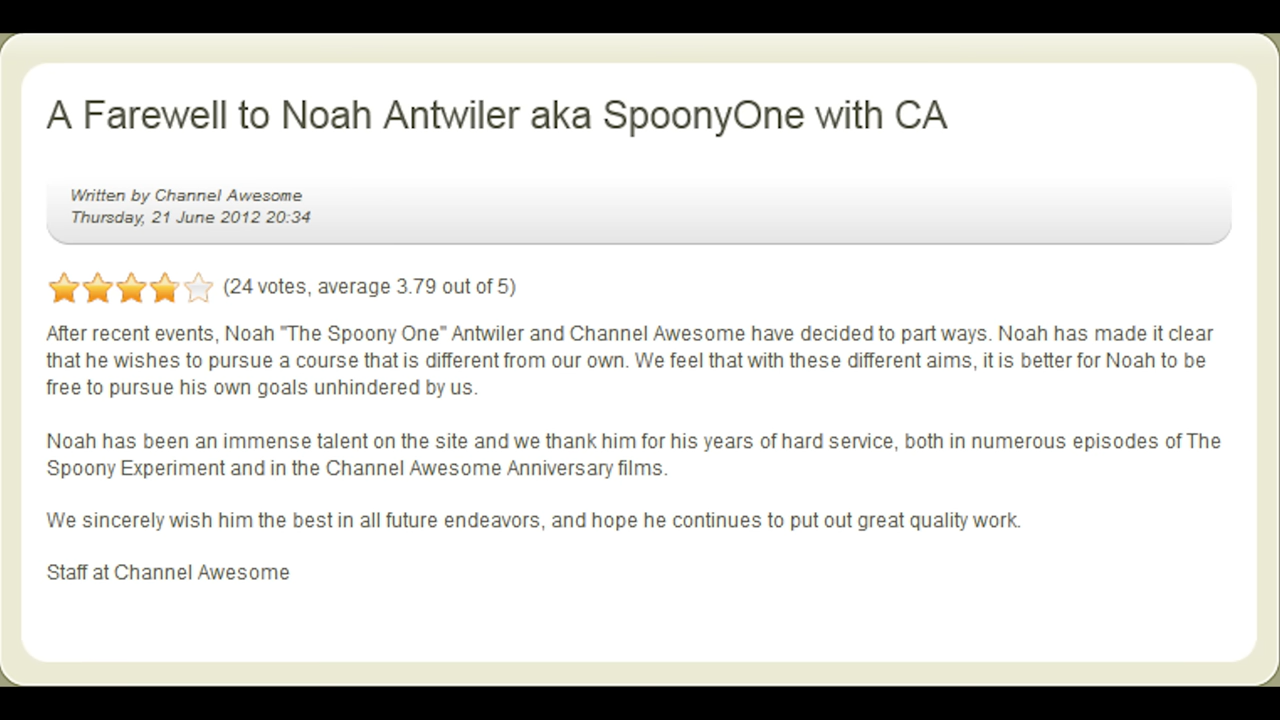 A Farewell to Noah Antwiler aka SpoonyOne with CA
Written by Channel Awesome
Thursday, 21 June 2012 20:34
(24 votes, average 3.79 out of 5)
After recent events, Noah "The Spoony One" Antwiler and Channel Awesome have decided to part ways. Noah has made it clear
that he wishes to pursue a course that is different from our own. We feel that with these different aims, it is better for Noah to be
free to pursue his own goals unhindered by us.
Noah has been an immense talent on the site and we thank him for his years of hard service, both in numerous episodes of The
Spoony Experiment and in the Channel Awesome Anniversary films.
We sincerely wish him the best in all future endeavors, and hope he continues to put out great quality work.
Staff at Channel Awesome